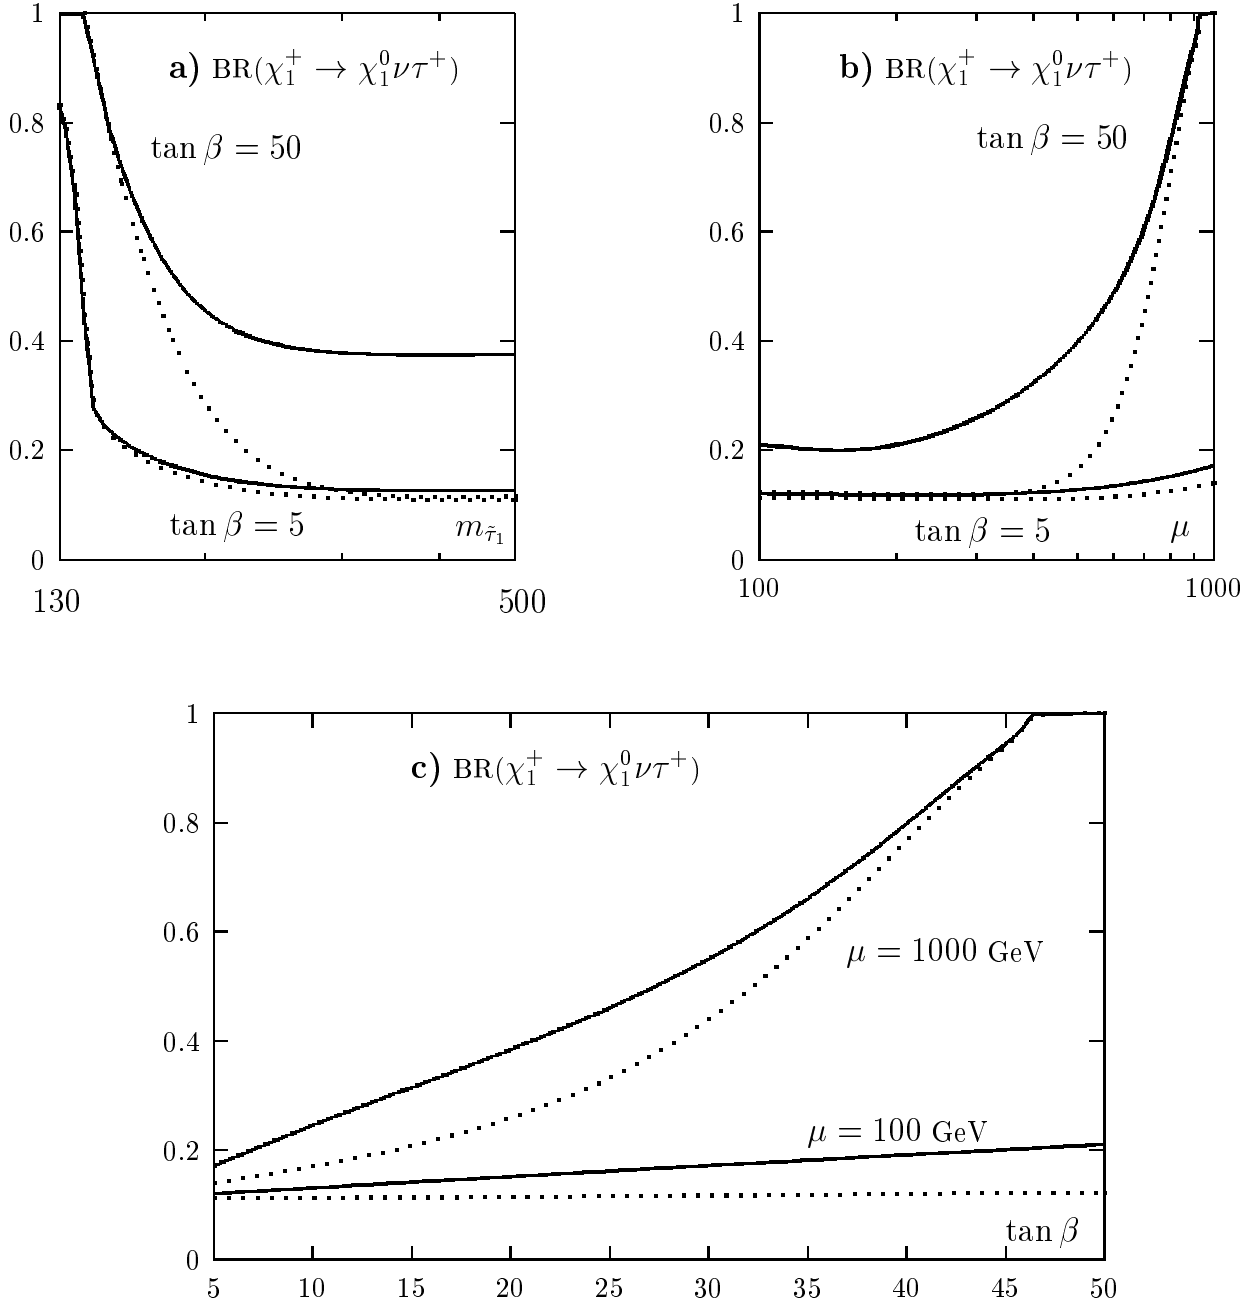 1
0.8
0.6
0.4
0.2
0
a) BR(χ₁⁺ → χ₁⁰ντ⁺)
tan β = 50
tan β = 5
m_τ̃₁
130
500
1
0.8
0.6
0.4
0.2
0
b) BR(χ₁⁺ → χ₁⁰ντ⁺)
tan β = 50
tan β = 5
μ
100
1000
1
0.8
0.6
0.4
0.2
0
c) BR(χ₁⁺ → χ₁⁰ντ⁺)
μ = 1000 GeV
μ = 100 GeV
tan β
5 10 15 20 25 30 35 40 45 50